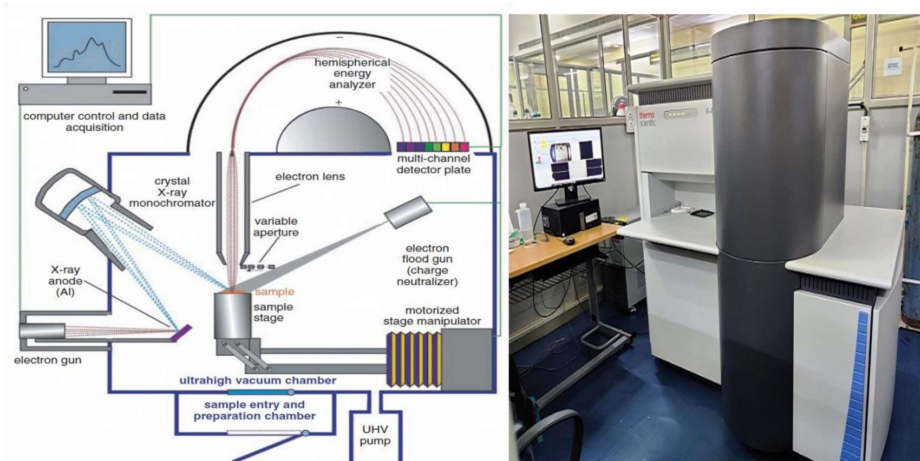 hemispherical
energy
analyzer
computer control and data
acquisition
multi-channel
detector plate
crystal
X-ray
monochromator
electron lens
variable
aperture
electron
flood gun
(charge
neutralizer)
X-ray
anode
(Al)
sample
sample
stage
motorized
stage manipulator
electron gun
ultrahigh vacuum chamber
sample entry and
preparation chamber
UHV
pump
thermo
scientific